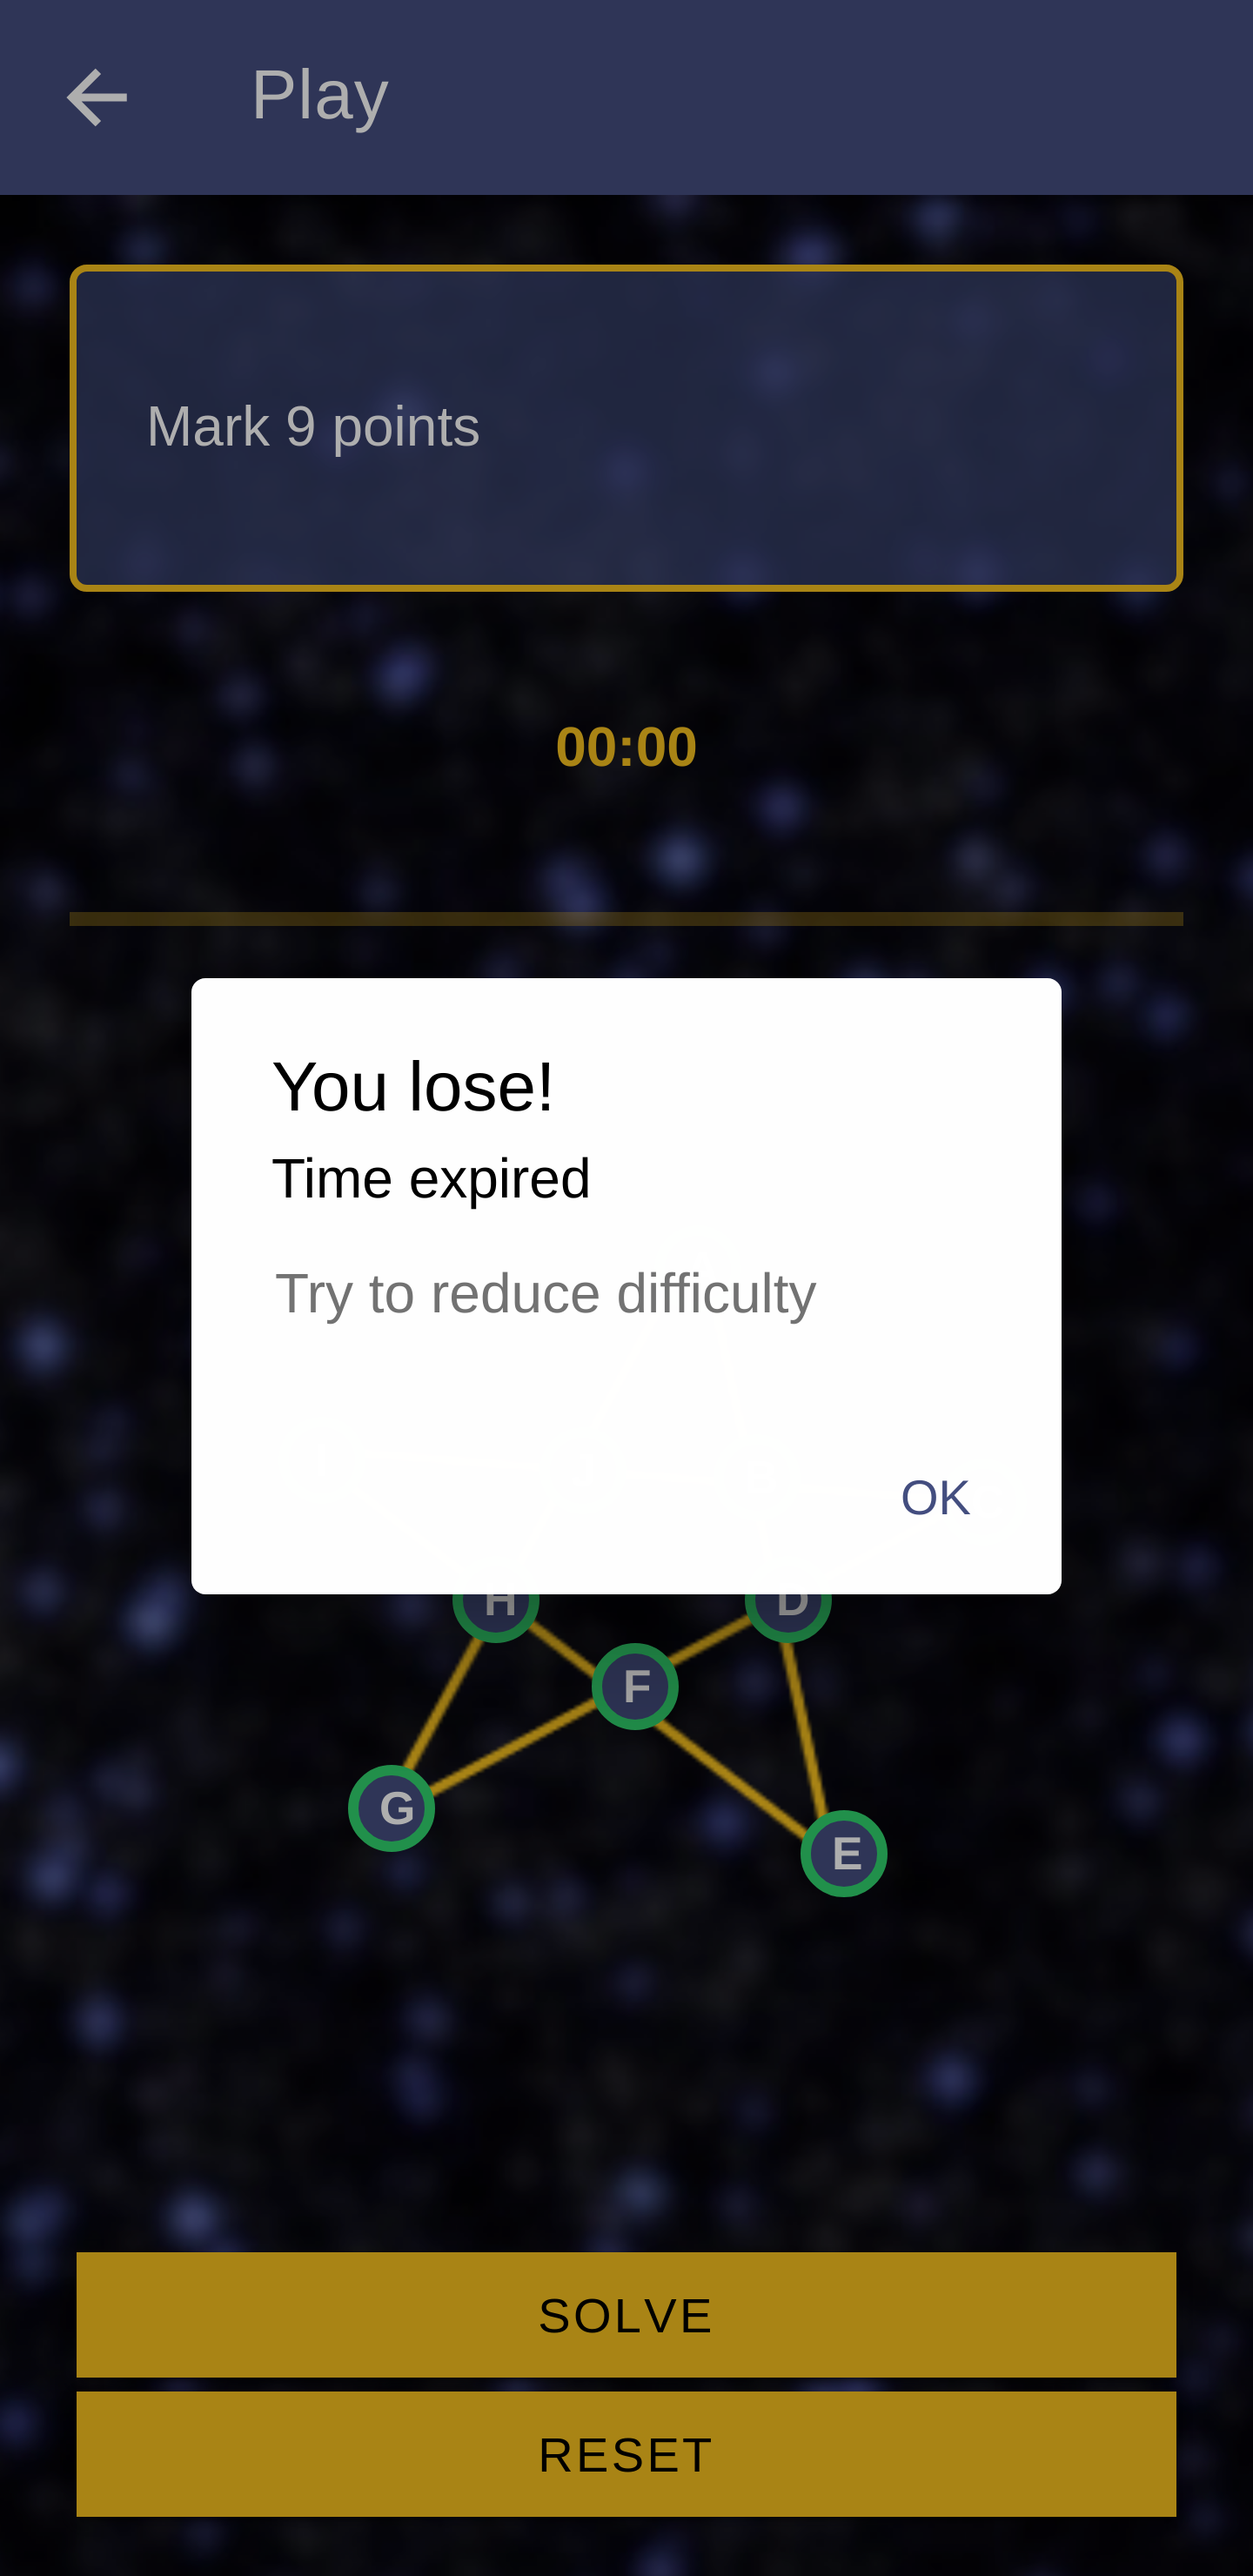 Play
Mark 9 points
00:00
You lose!
Time expired
Try to reduce difficulty
OK
H
D
F
G
E
SOLVE
RESET